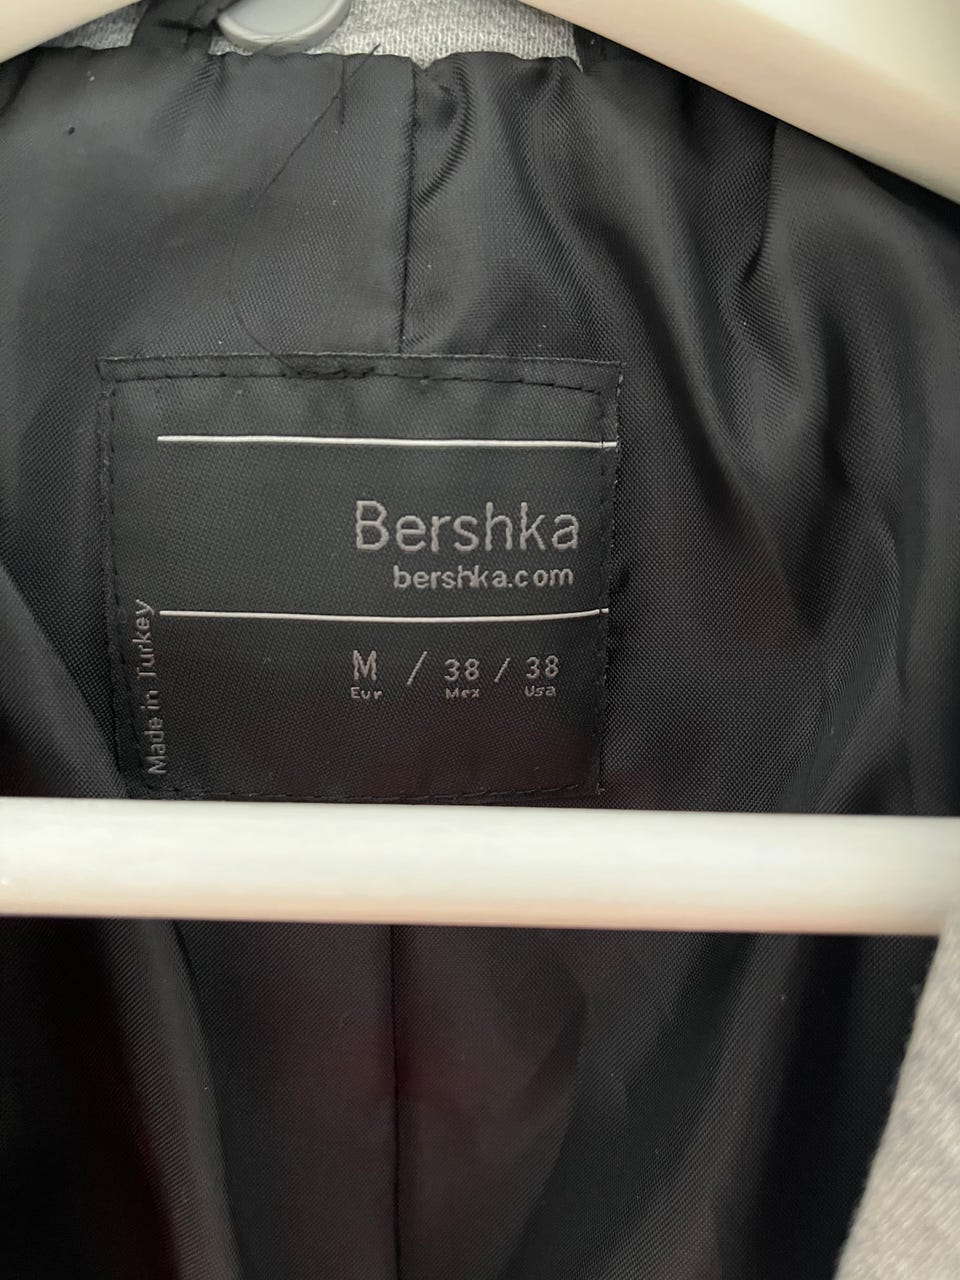 Bershka
bershka.com
M / 38 / 38
Eur Mex Usa
Made in Turkey